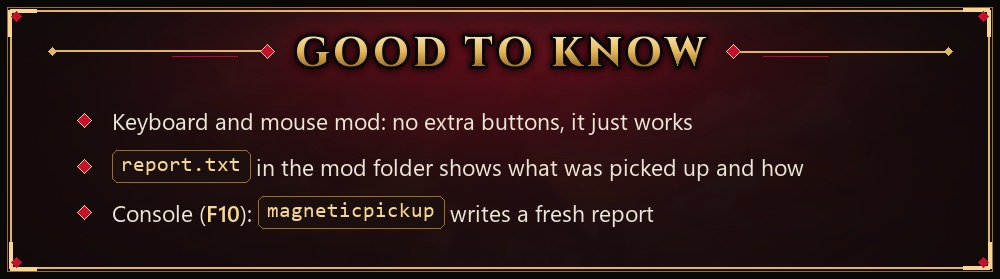 GOOD TO KNOW
Keyboard and mouse mod: no extra buttons, it just works
report.txt in the mod folder shows what was picked up and how
Console (F10): magneticpickup writes a fresh report